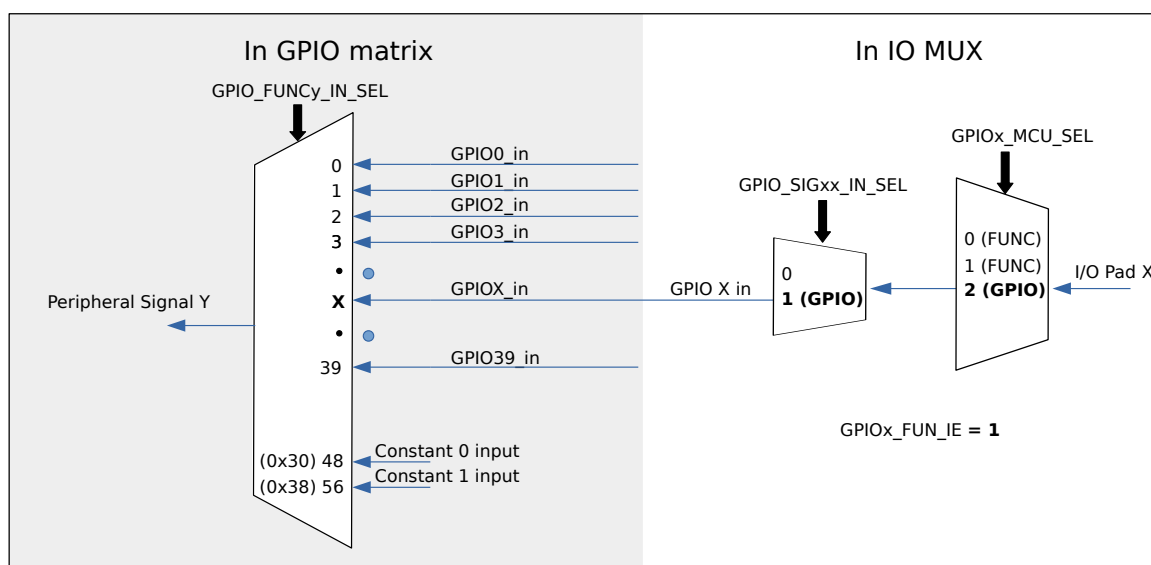 In GPIO matrix
In IO MUX
GPIO_FUNCy_IN_SEL
GPIOx_MCU_SEL
GPIO_SIGxx_IN_SEL
0
GPIO0_in
1
GPIO1_in
2
GPIO2_in
3
GPIO3_in
X
GPIOX_in
GPIO X in
39
GPIO39_in
(0x30) 48
Constant 0 input
(0x38) 56
Constant 1 input
Peripheral Signal Y
0
1 (GPIO)
0 (FUNC)
1 (FUNC)
2 (GPIO)
I/O Pad X
GPIOx_FUN_IE = 1